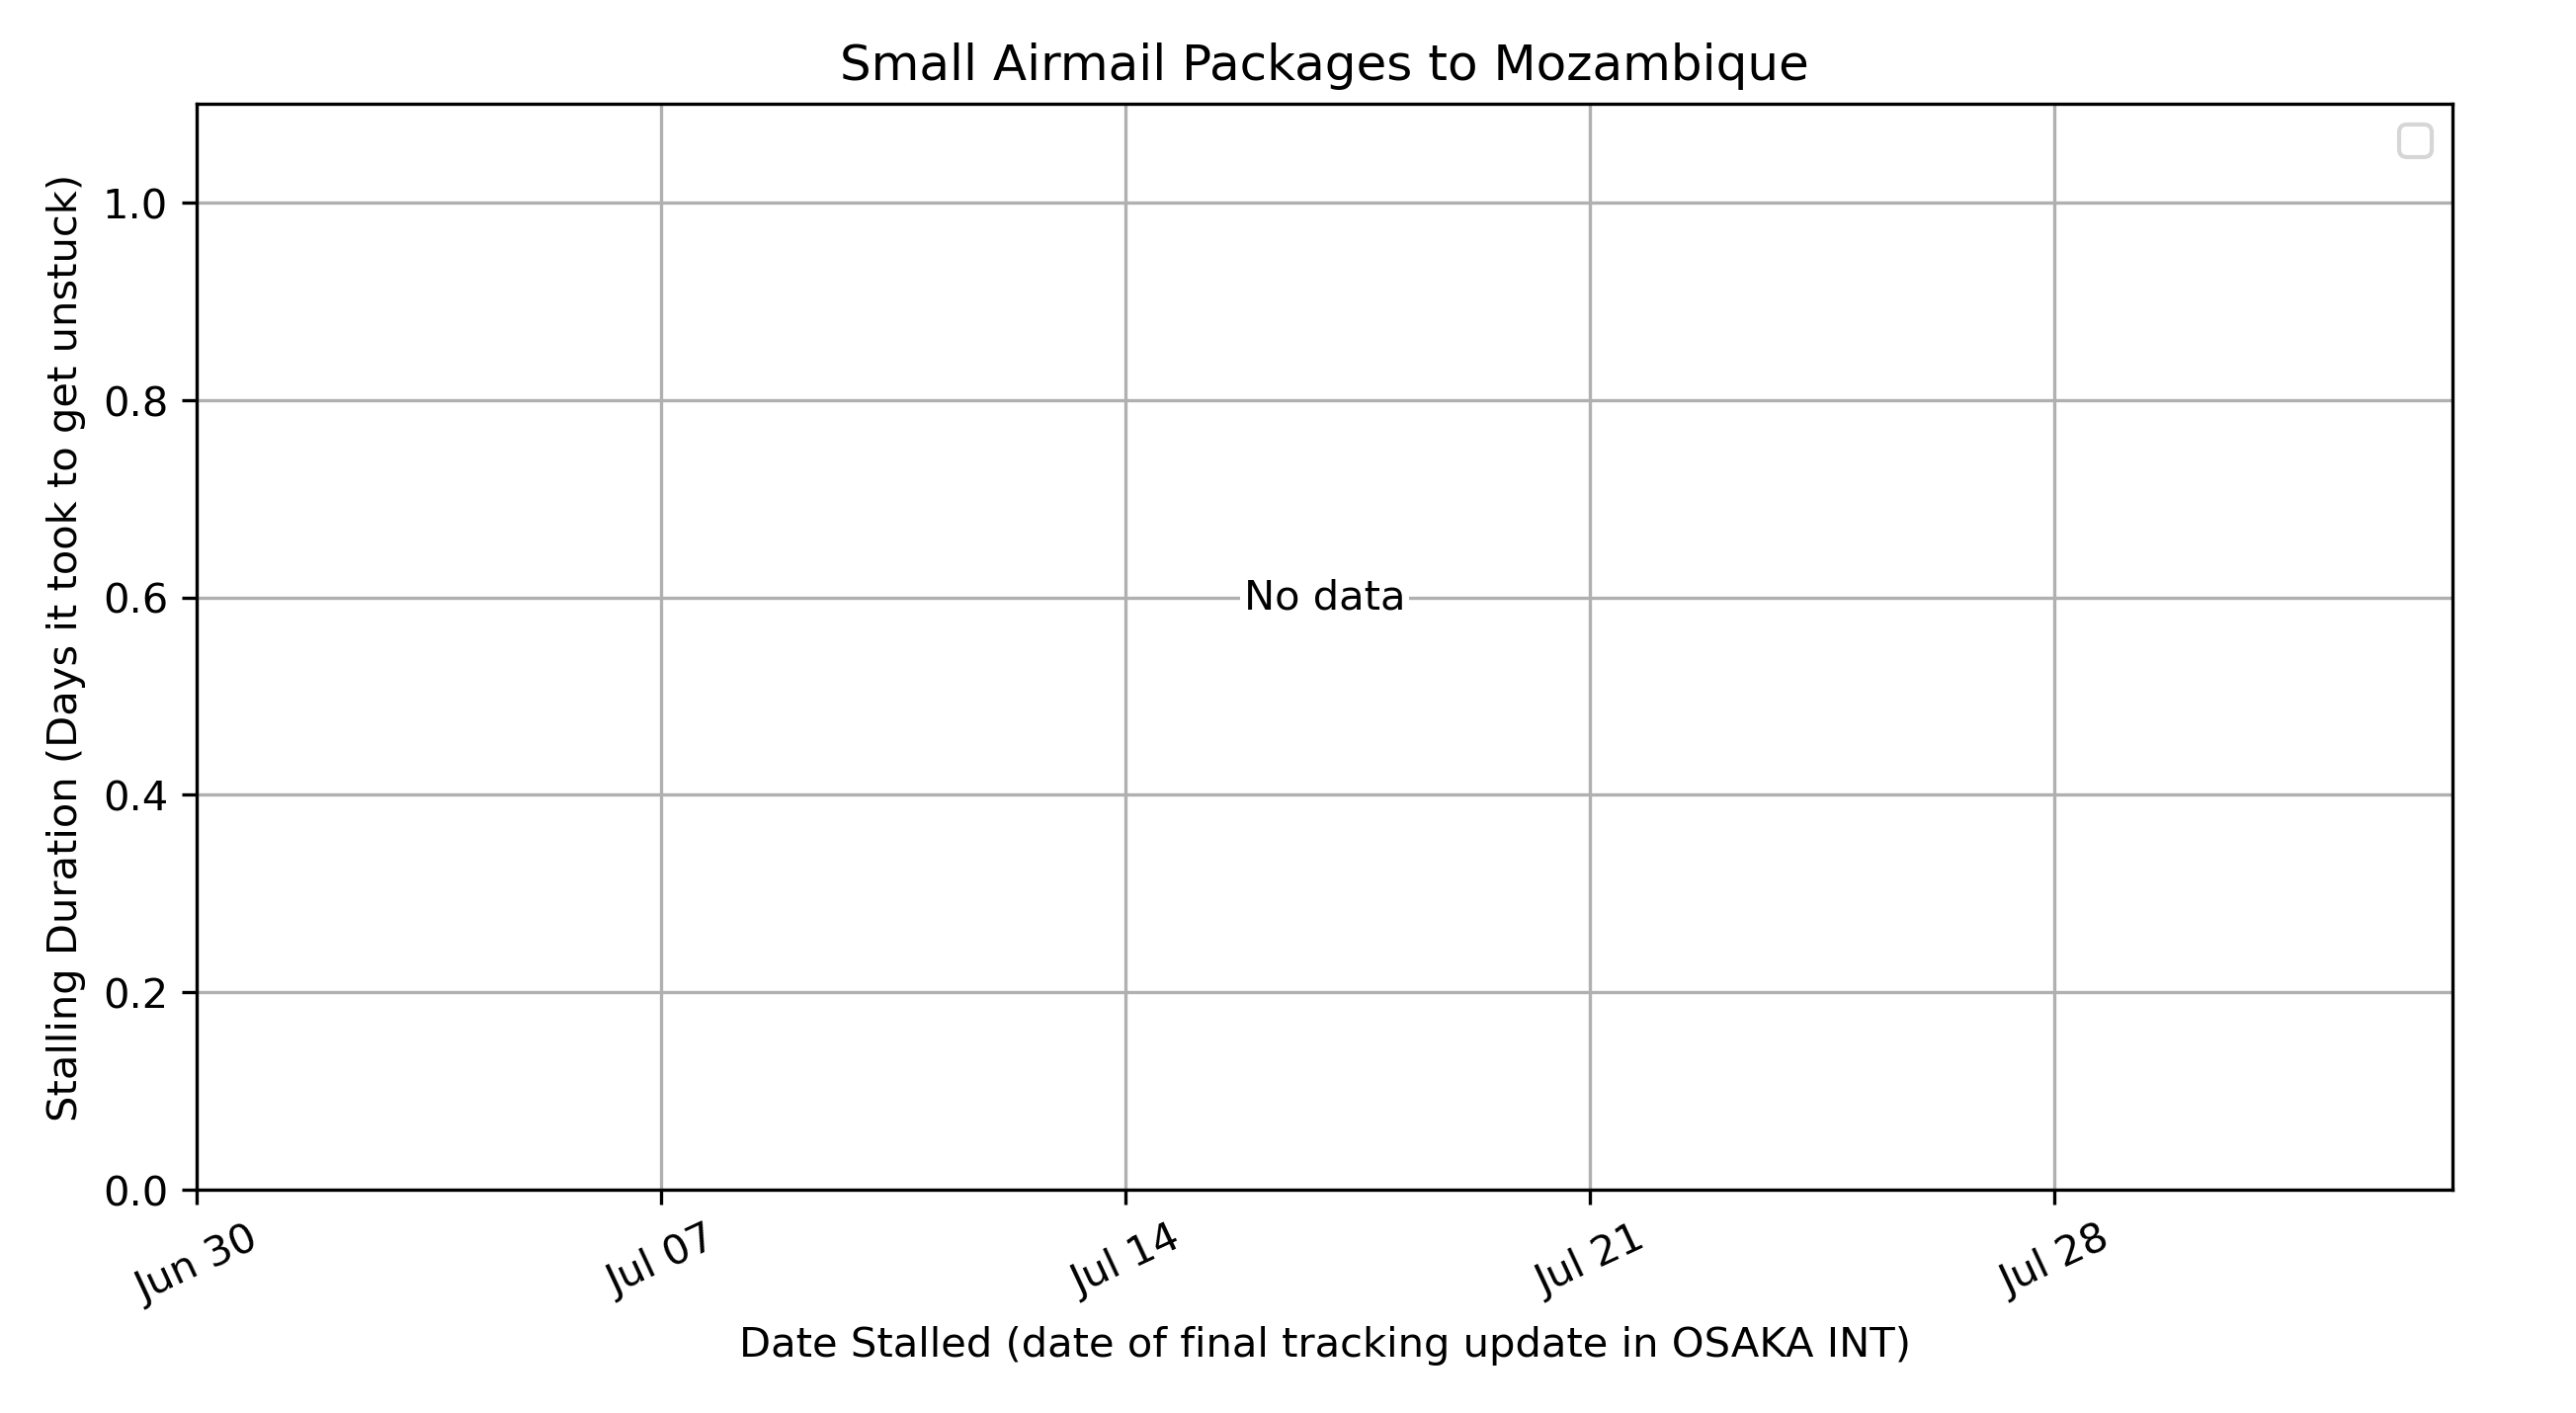 Small Airmail Packages to Mozambique
Stalling Duration (Days it took to get unstuck)
1.0
0.8
0.6
0.4
0.2
0.0
No data
Jun 30
Jul 07
Jul 14
Jul 21
Jul 28
Date Stalled (date of final tracking update in OSAKA INT)